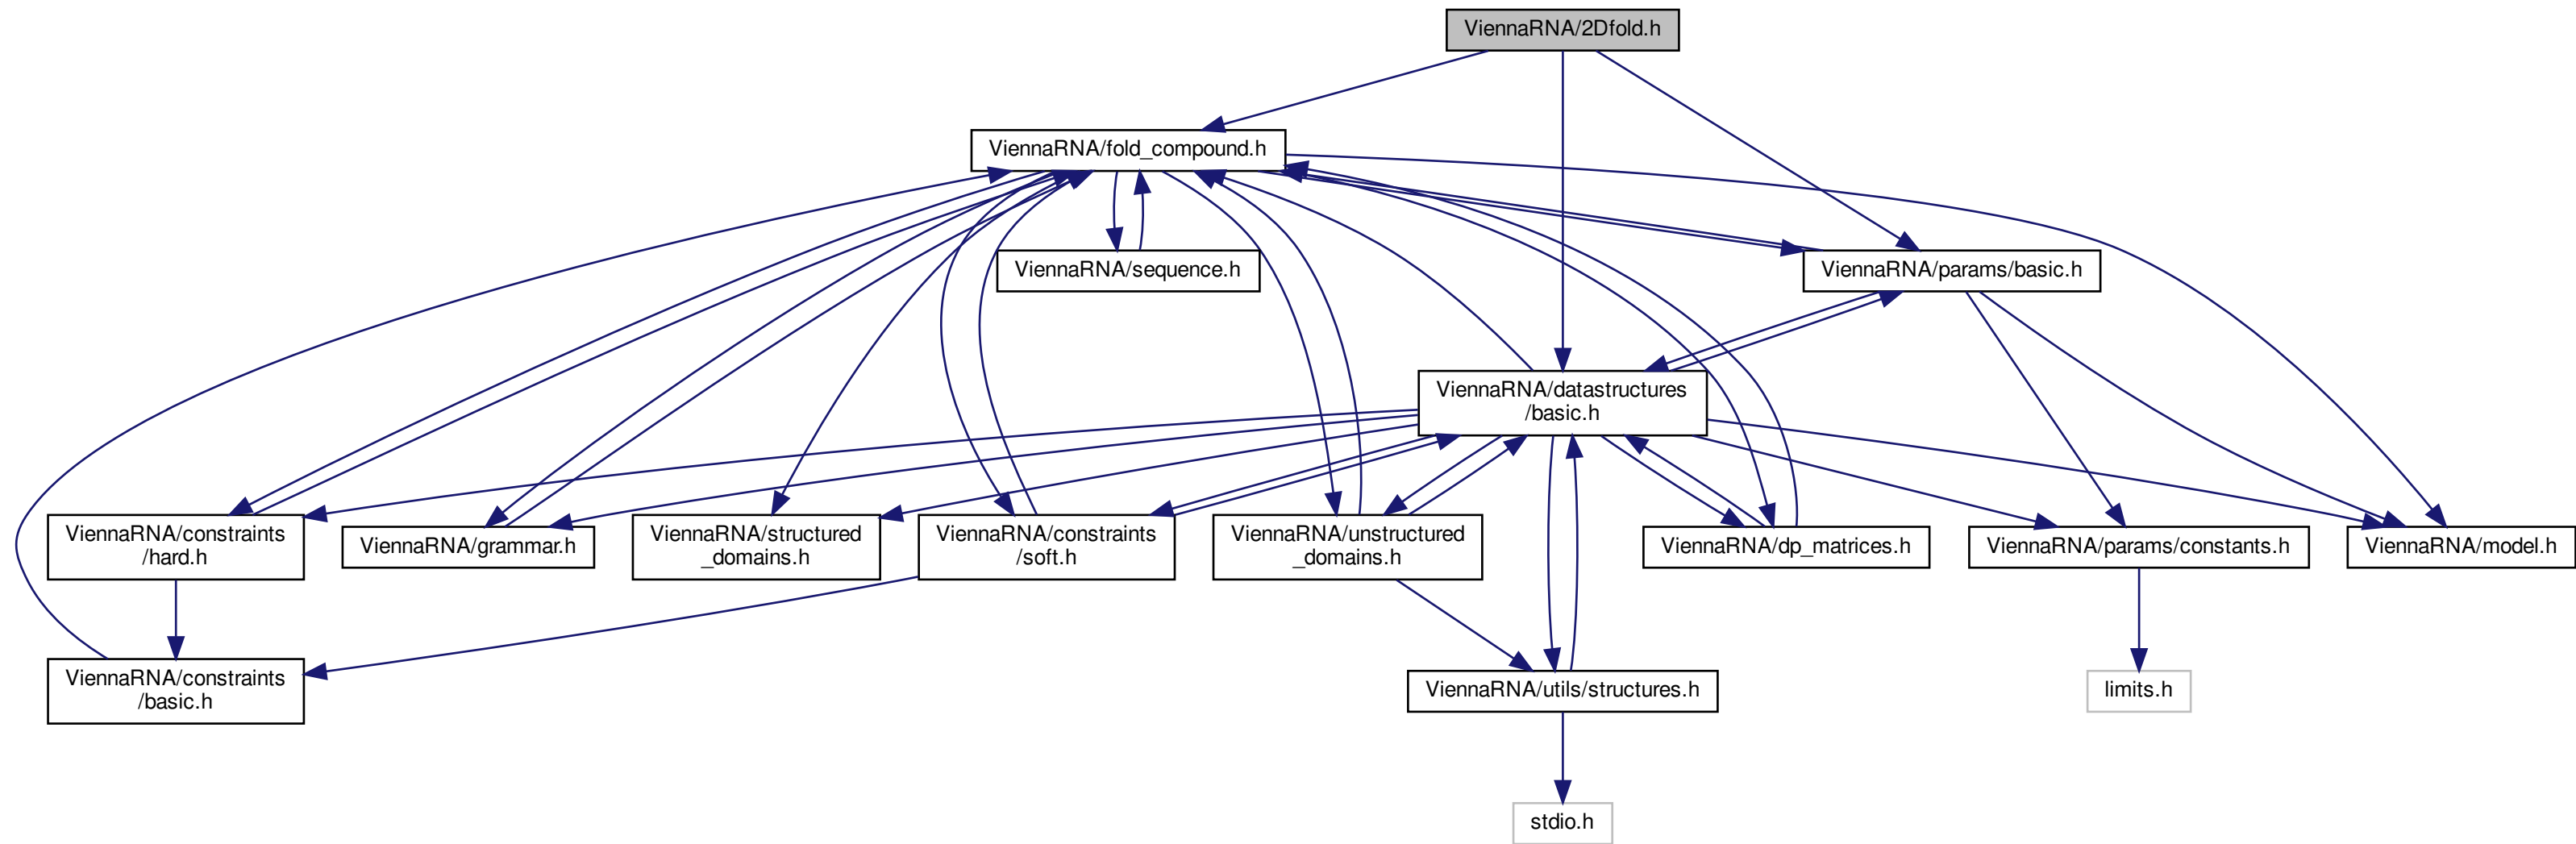 ViennaRNA/2Dfold.h
ViennaRNA/fold_compound.h
ViennaRNA/sequence.h
ViennaRNA/params/basic.h
ViennaRNA/datastructures
/basic.h
ViennaRNA/constraints
/hard.h
ViennaRNA/grammar.h
ViennaRNA/structured
_domains.h
ViennaRNA/constraints
/soft.h
ViennaRNA/unstructured
_domains.h
ViennaRNA/dp_matrices.h
ViennaRNA/params/constants.h
ViennaRNA/model.h
ViennaRNA/constraints
/basic.h
ViennaRNA/utils/structures.h
limits.h
stdio.h